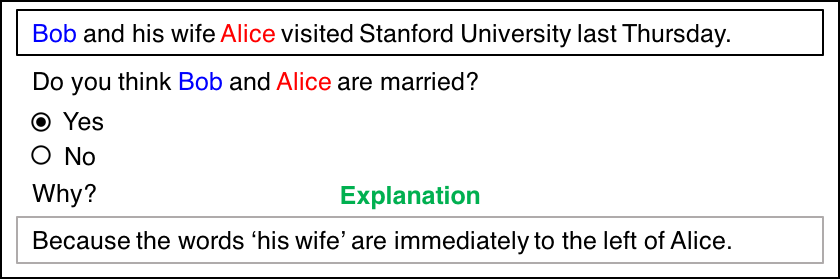 Bob and his wife Alice visited Stanford University last Thursday.
Do you think Bob and Alice are married?
Yes
No
Why?
Explanation
Because the words ‘his wife’ are immediately to the left of Alice.